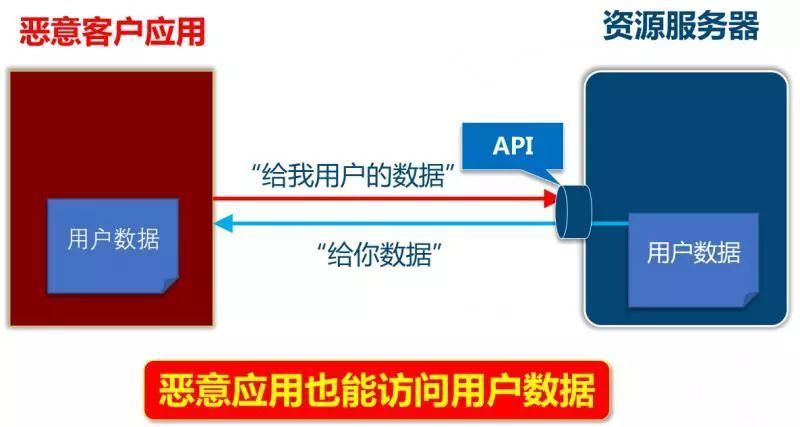 恶意客户应用
资源服务器
API
“给我用户的数据”
用户数据
“给你数据”
用户数据
恶意应用也能访问用户数据